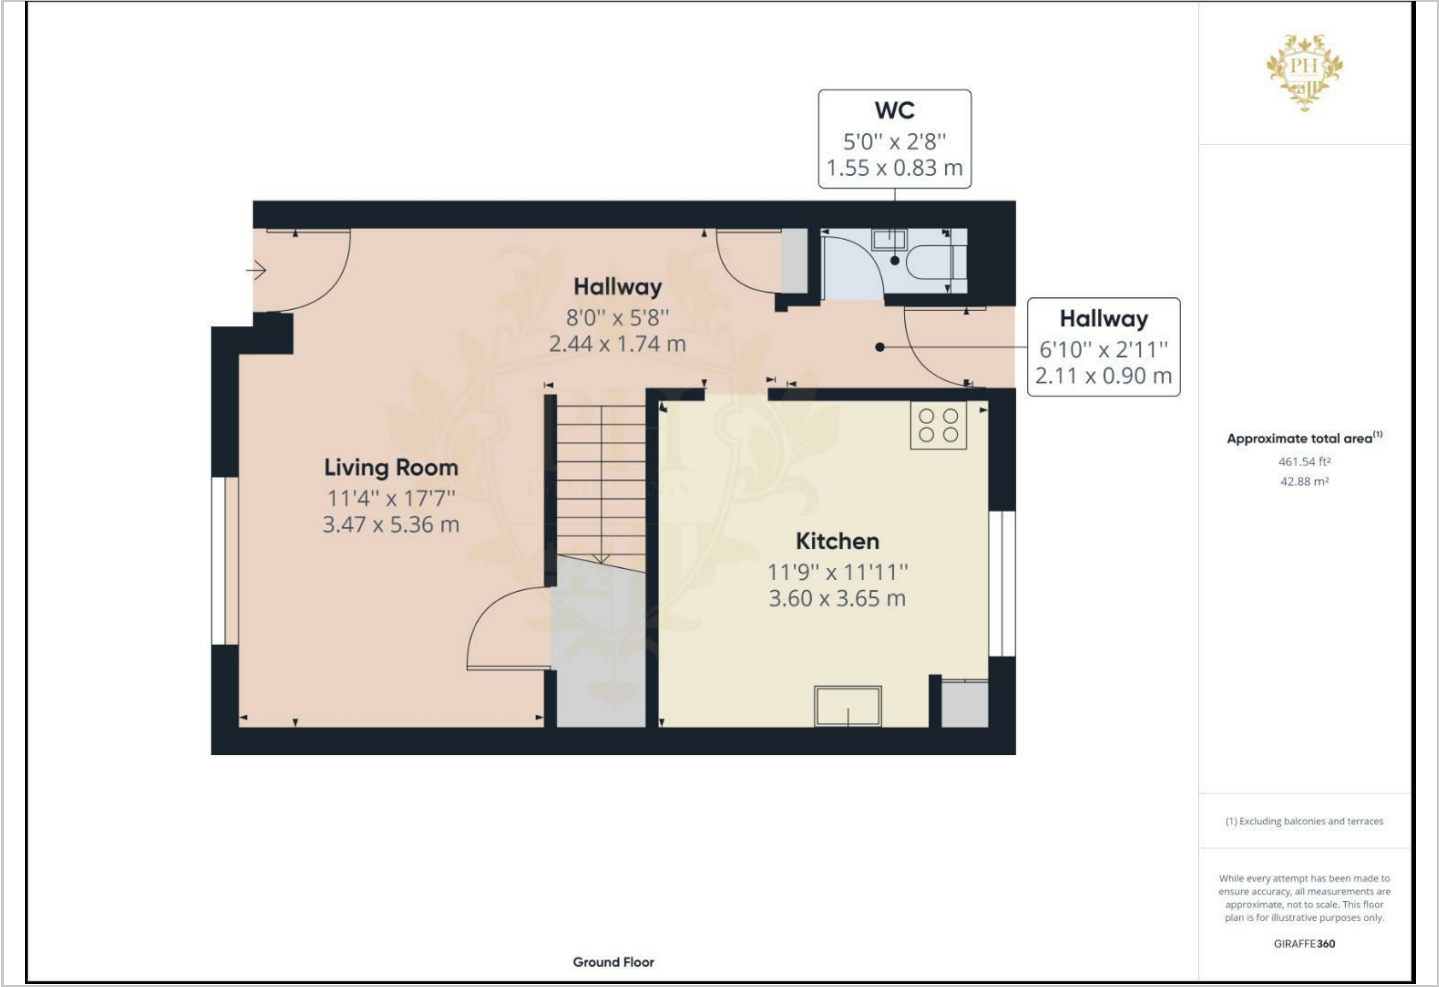 PH
WC
5'0'' x 2'8''
1.55 x 0.83 m
Hallway
8'0'' x 5'8''
2.44 x 1.74 m
Hallway
6'10'' x 2'11''
2.11 x 0.90 m
Living Room
11'4'' x 17'7''
3.47 x 5.36 m
PH
Kitchen
11'9'' x 11'11''
3.60 x 3.65 m
Ground Floor
Approximate total area(1)
461.54 ft²
42.88 m²
(1) Excluding balconies and terraces
While every attempt has been made to
ensure accuracy, all measurements are
approximate, not to scale. This floor
plan is for illustrative purposes only.
GIRAFFE360